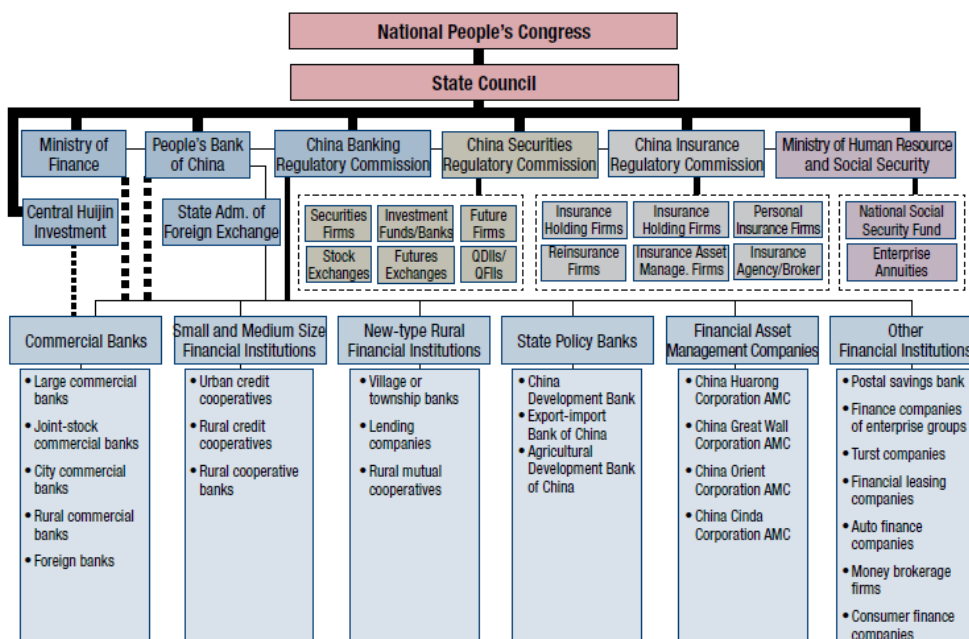 National People's Congress
State Council
Ministry of
Finance
People's Bank
of China
China Banking
Regulatory Commission
China Securities
Regulatory Commission
China Insurance
Regulatory Commission
Ministry of Human Resource
and Social Security
Central Huijin
Investment
State Adm. of
Foreign Exchange
Securities
Firms
Investment
Funds/Banks
Future
Firms
Stock
Exchanges
Futures
Exchanges
QDIIs/
QFIIs
Insurance
Holding Firms
Insurance
Holding Firms
Personal
Insurance Firms
Reinsurance
Firms
Insurance Asset
Manage. Firms
Insurance
Agency/Broker
National Social
Security Fund
Enterprise
Annuities
Commercial Banks
• Large commercial
banks
• Joint-stock
commercial banks
• City commercial
banks
• Rural commercial
banks
• Foreign banks
Small and Medium Size
Financial Institutions
• Urban credit
cooperatives
• Rural credit
cooperatives
• Rural cooperative
banks
New-type Rural
Financial Institutions
• Village or
township banks
• Lending
companies
• Rural mutual
cooperatives
State Policy Banks
• China
Development Bank
• Export-import
Bank of China
• Agricultural
Development Bank
of China
Financial Asset
Management Companies
• China Huarong
Corporation AMC
• China Great Wall
Corporation AMC
• China Orient
Corporation AMC
• China Cinda
Corporation AMC
Other
Financial Institutions
• Postal savings bank
• Finance companies
of enterprise groups
• Turst companies
• Financial leasing
companies
• Auto finance
companies
• Money brokerage
firms
• Consumer finance
companies